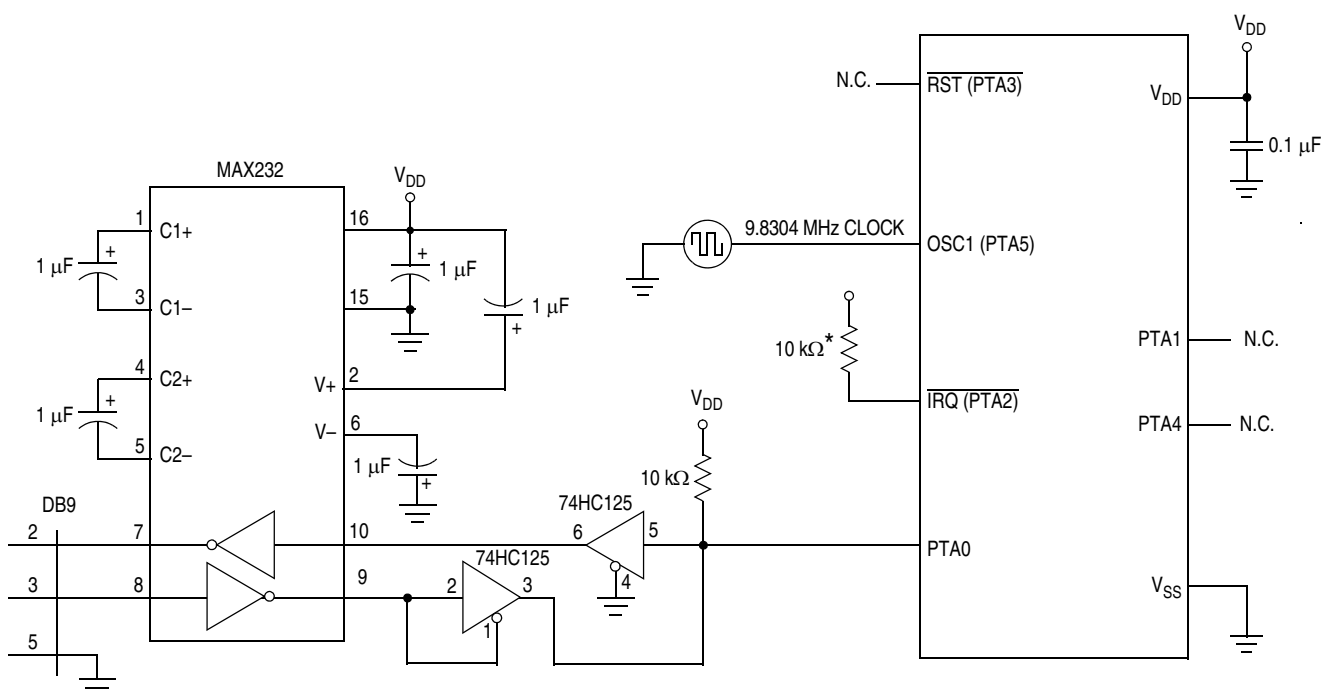 V_DD
N.C.
RST (PTA3)
V_DD
0.1 µF
MAX232
V_DD
1
C1+
16
9.8304 MHz CLOCK
OSC1 (PTA5)
+
1 µF
+
1 µF
3
C1–
15
1 µF
+
10 kΩ*
PTA1
N.C.
4
C2+
V+
2
IRQ (PTA2)
V_DD
+
1 µF
PTA4
N.C.
V–
6
5
C2–
1 µF
+
10 kΩ
DB9
74HC125
2
7
10
6
5
PTA0
74HC125
4
3
8
9
2
3
V_SS
1
5